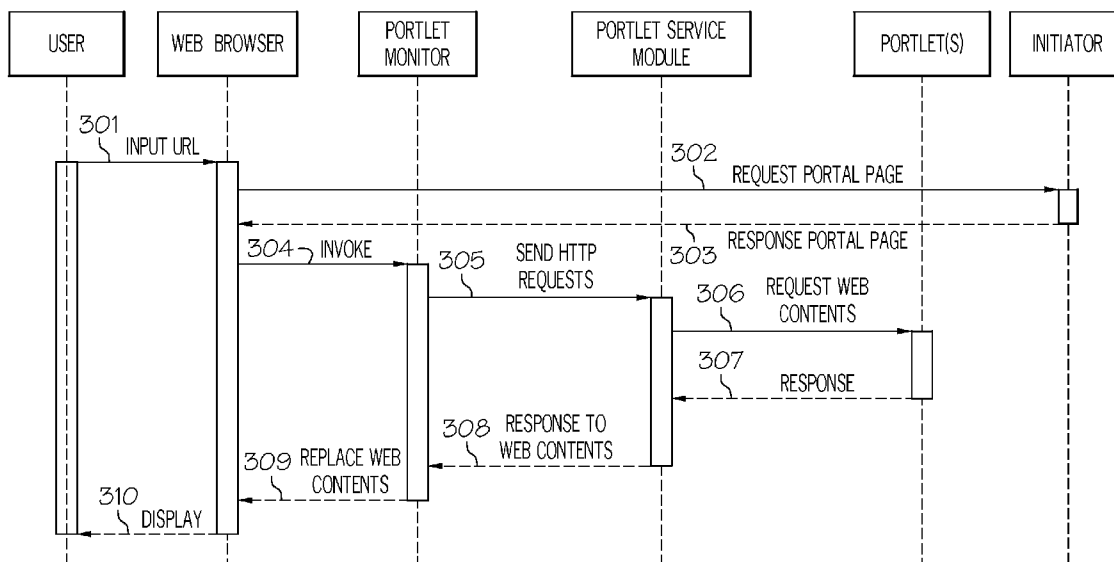 USER
WEB BROWSER
PORTLET
MONITOR
PORTLET SERVICE
MODULE
PORTLET(S)
INITIATOR
301
INPUT URL
302
REQUEST PORTAL PAGE
RESPONSE PORTAL PAGE
303
304
INVOKE
305
SEND HTTP
REQUESTS
306
REQUEST WEB
CONTENTS
307
RESPONSE
308
RESPONSE TO
WEB CONTENTS
309
REPLACE WEB
CONTENTS
310
DISPLAY